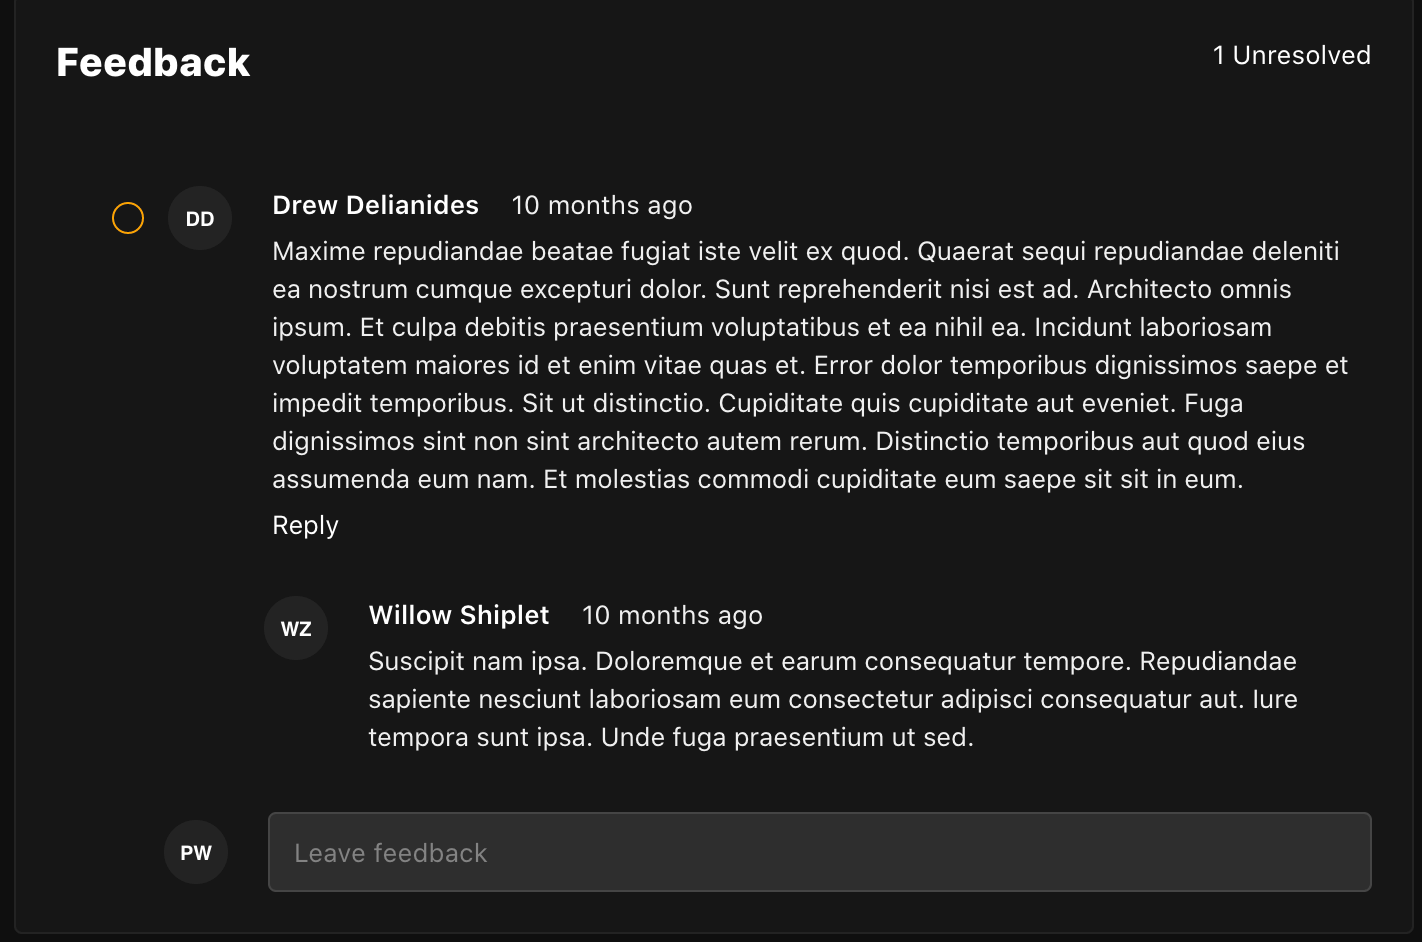 Feedback
1 Unresolved
DD
Drew Delianides 10 months ago
Maxime repudiandae beatae fugiat iste velit ex quod. Quaerat sequi repudiandae deleniti
ea nostrum cumque excepturi dolor. Sunt reprehenderit nisi est ad. Architecto omnis
ipsum. Et culpa debitis praesentium voluptatibus et ea nihil ea. Incidunt laboriosam
voluptatem maiores id et enim vitae quas et. Error dolor temporibus dignissimos saepe et
impedit temporibus. Sit ut distinctio. Cupiditate quis cupiditate aut eveniet. Fuga
dignissimos sint non sint architecto autem rerum. Distinctio temporibus aut quod eius
assumenda eum nam. Et molestias commodi cupiditate eum saepe sit sit in eum.
Reply
WZ
Willow Shiplet 10 months ago
Suscipit nam ipsa. Doloremque et earum consequatur tempore. Repudiandae
sapiente nesciunt laboriosam eum consectetur adipisci consequatur aut. Iure
tempora sunt ipsa. Unde fuga praesentium ut sed.
PW
Leave feedback